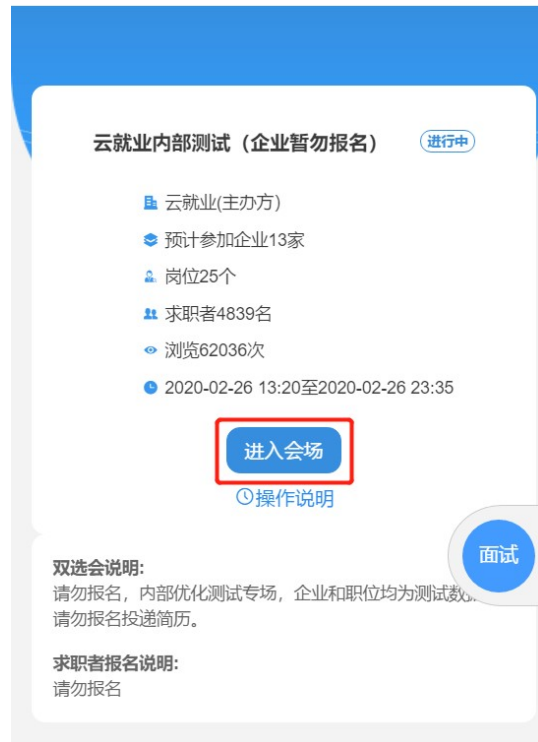 云就业内部测试（企业暂勿报名） 进行中
云就业(主办方)
预计参加企业13家
岗位25个
求职者4839名
浏览62036次
2020-02-26 13:20至2020-02-26 23:35
进入会场
操作说明
面试
双选会说明:
请勿报名，内部优化测试专场，企业和职位均为测试数
请勿报名投递简历。
求职者报名说明:
请勿报名